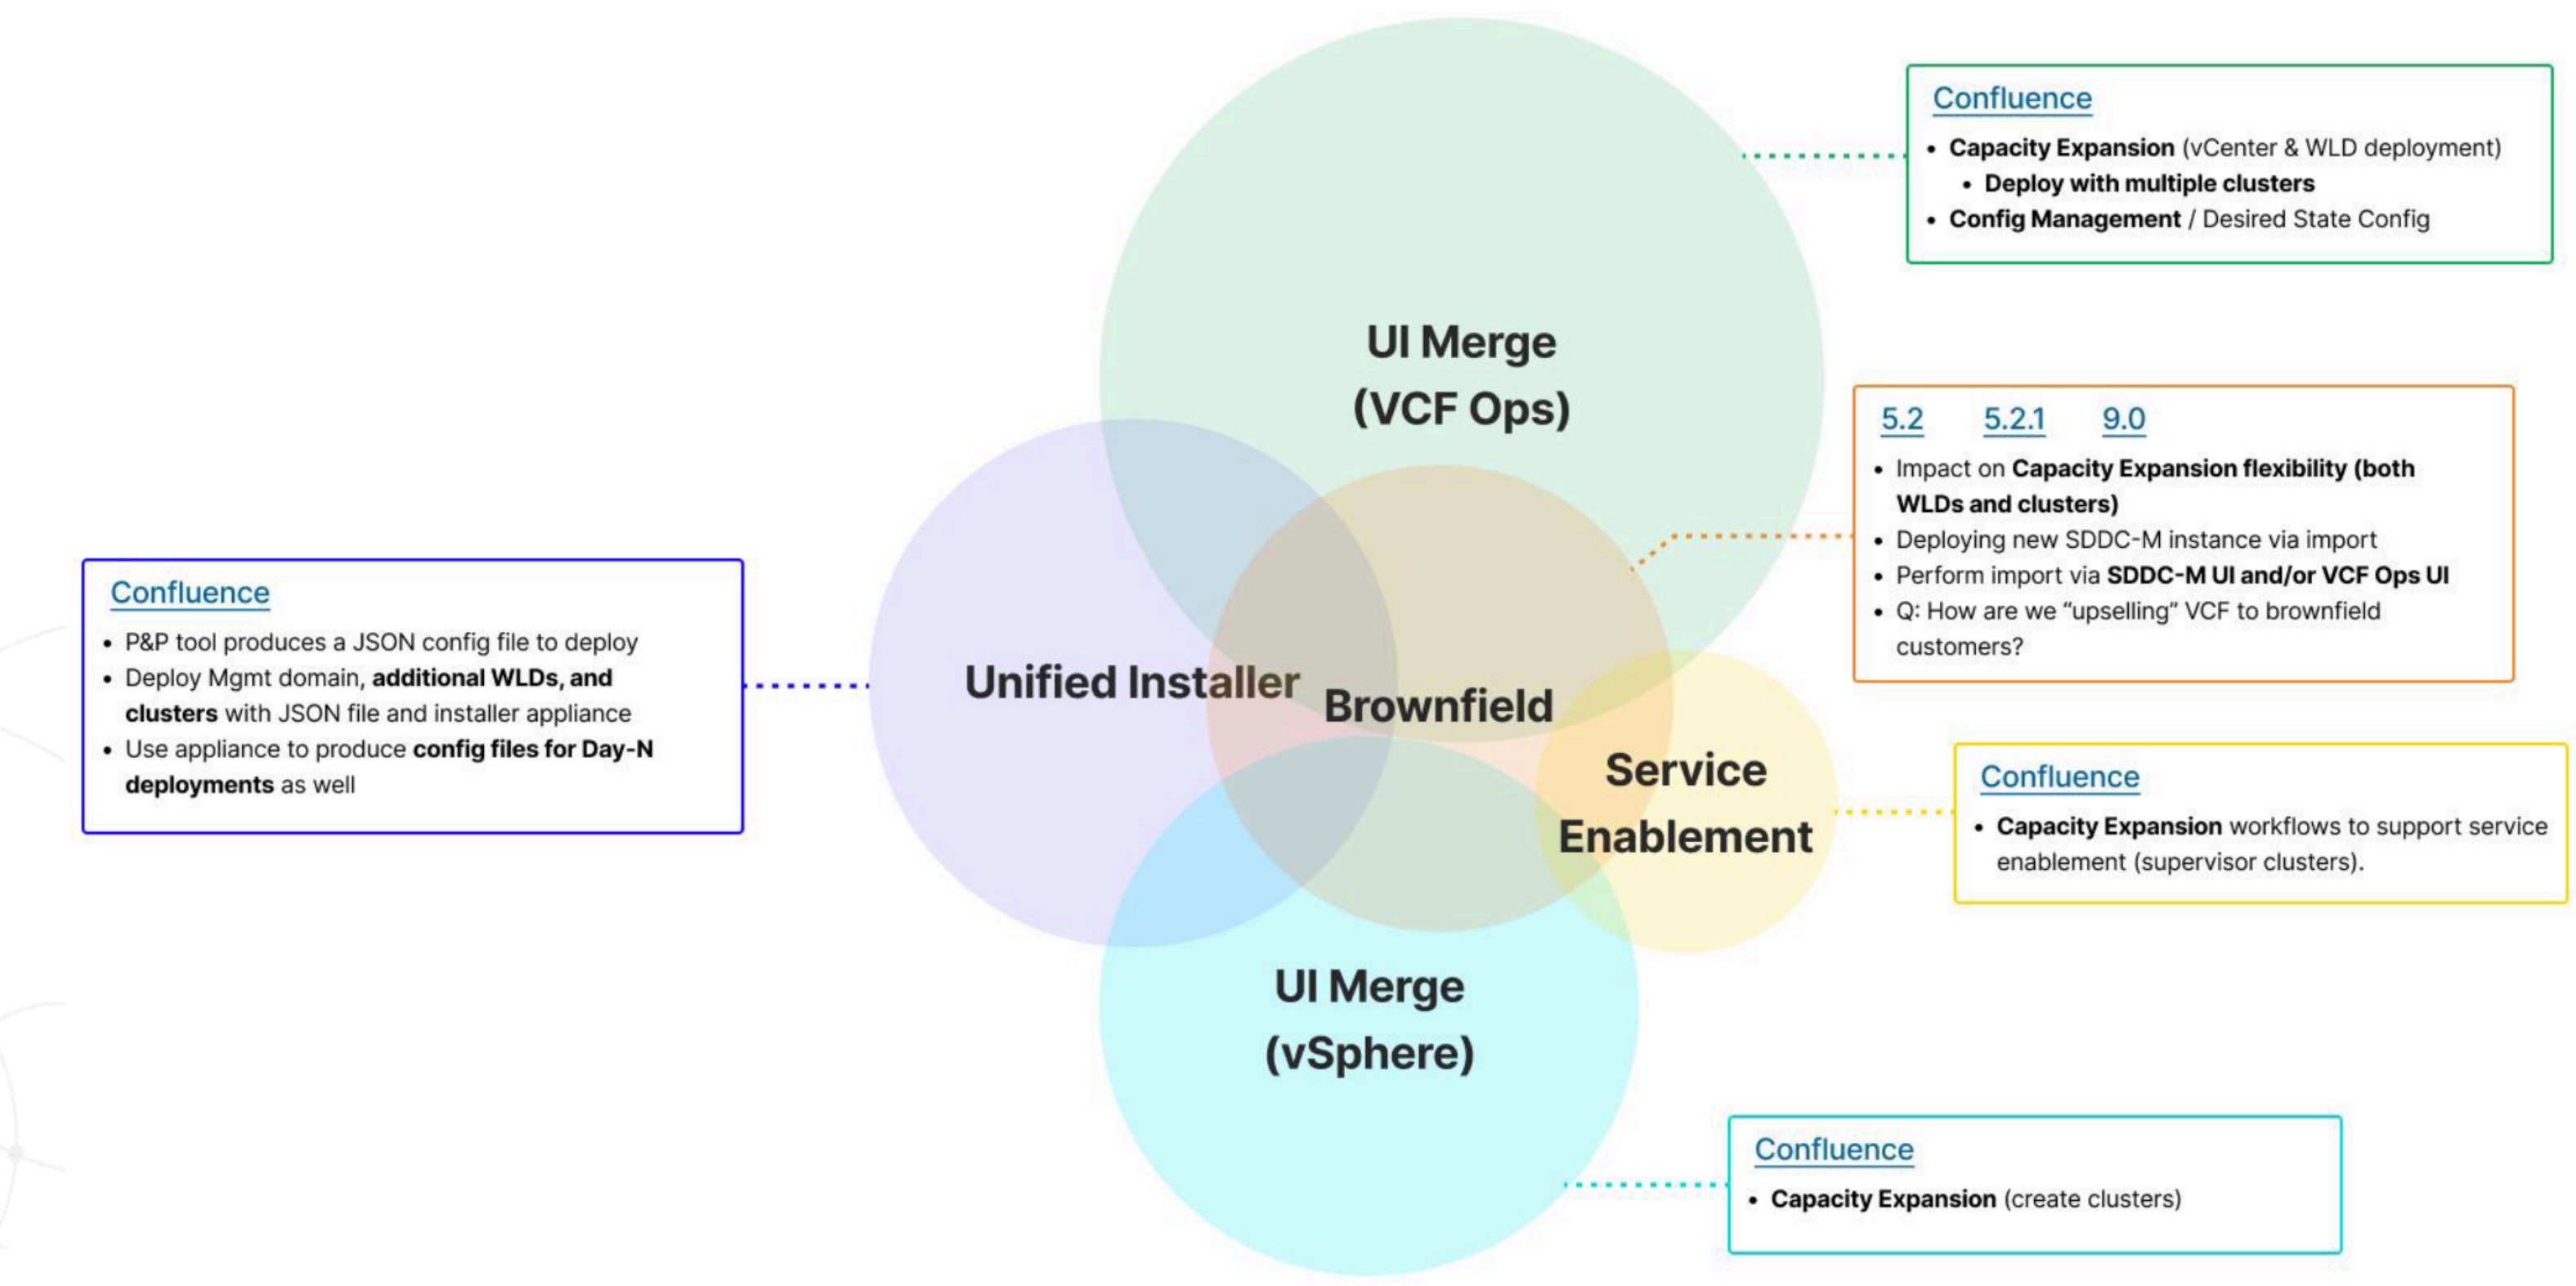 Confluence
• Capacity Expansion (vCenter & WLD deployment)
• Deploy with multiple clusters
• Config Management / Desired State Config
UI Merge
(VCF Ops)
5.2 5.2.1 9.0
• Impact on Capacity Expansion flexibility (both
WLDs and clusters)
• Deploying new SDDC-M instance via import
• Perform import via SDDC-M UI and/or VCF Ops UI
• Q: How are we “upselling” VCF to brownfield
customers?
Confluence
• P&P tool produces a JSON config file to deploy
• Deploy Mgmt domain, additional WLDs, and
clusters with JSON file and installer appliance
• Use appliance to produce config files for Day-N
deployments as well
Unified Installer
Brownfield
Service
Enablement
Confluence
• Capacity Expansion workflows to support service
enablement (supervisor clusters).
UI Merge
(vSphere)
Confluence
• Capacity Expansion (create clusters)